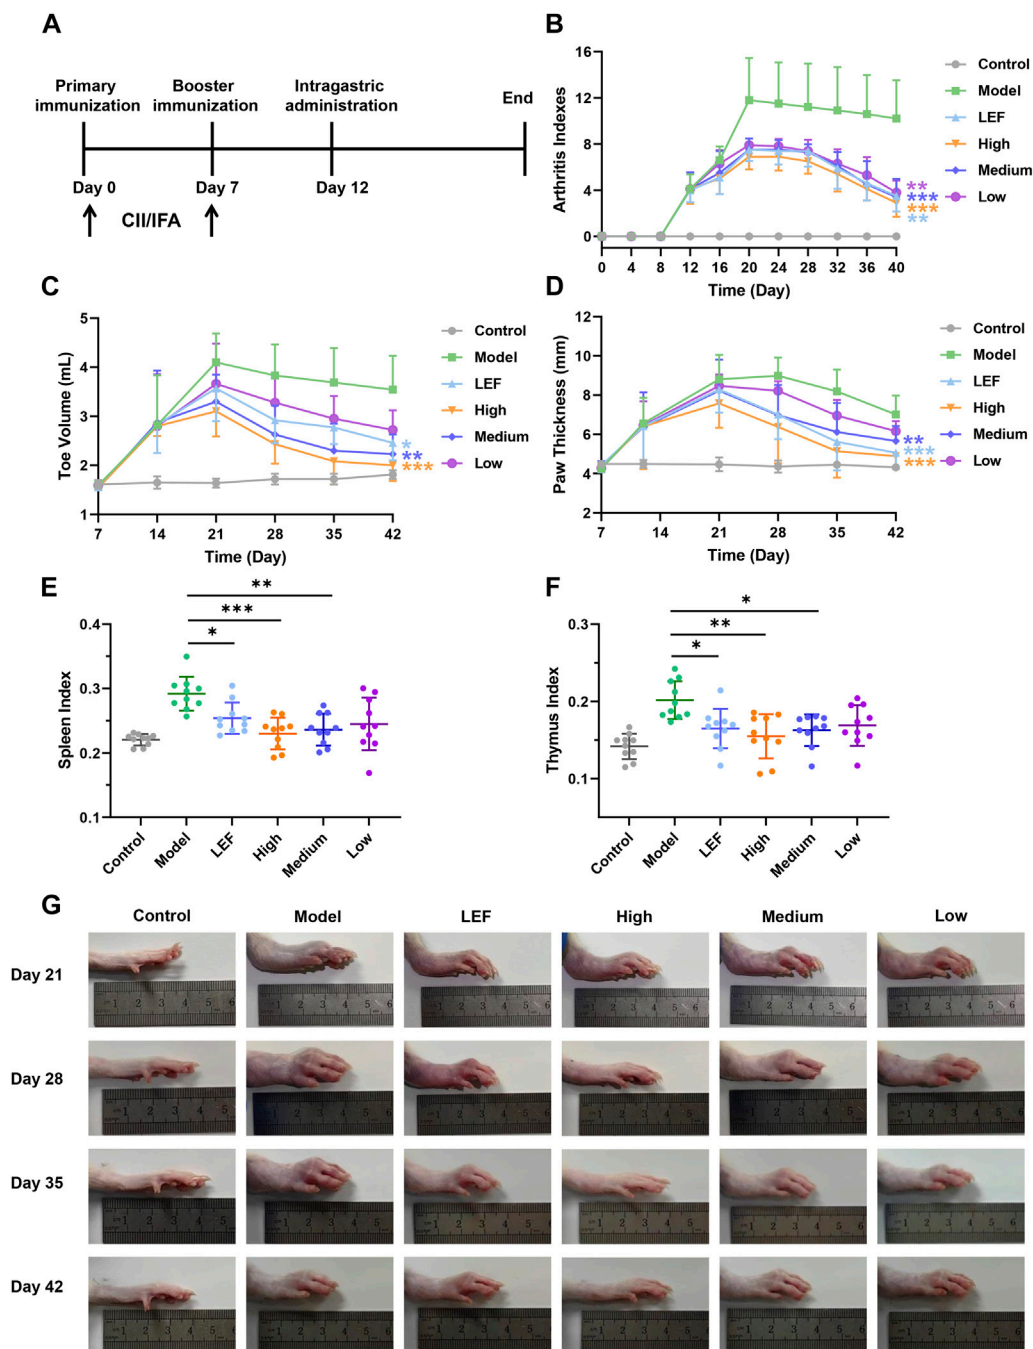 A
Primary
immunization
Booster
immunization
Intragastric
administration
End
Day 0
Day 7
Day 12
CII/IFA
B
Arthritis Indexes
16
12
8
4
0
0 4 8 12 16 20 24 28 32 36 40
Time (Day)
Control
Model
LEF
High
Medium
Low
**
***
***
**
C
Toe Volume (mL)
5
4
3
2
1
7 14 21 28 35 42
Time (Day)
Control
Model
LEF
High
Medium
Low
*
**
***
D
Paw Thickness (mm)
12
10
8
6
4
2
7 14 21 28 35 42
Time (Day)
Control
Model
LEF
High
Medium
Low
**
***
***
E
Spleen Index
0.4
0.3
0.2
0.1
**
***
*
Control Model LEF High Medium Low
F
Thymus Index
0.3
0.2
0.1
*
**
*
Control Model LEF High Medium Low
G
Control Model LEF High Medium Low
Day 21
Day 28
Day 35
Day 42